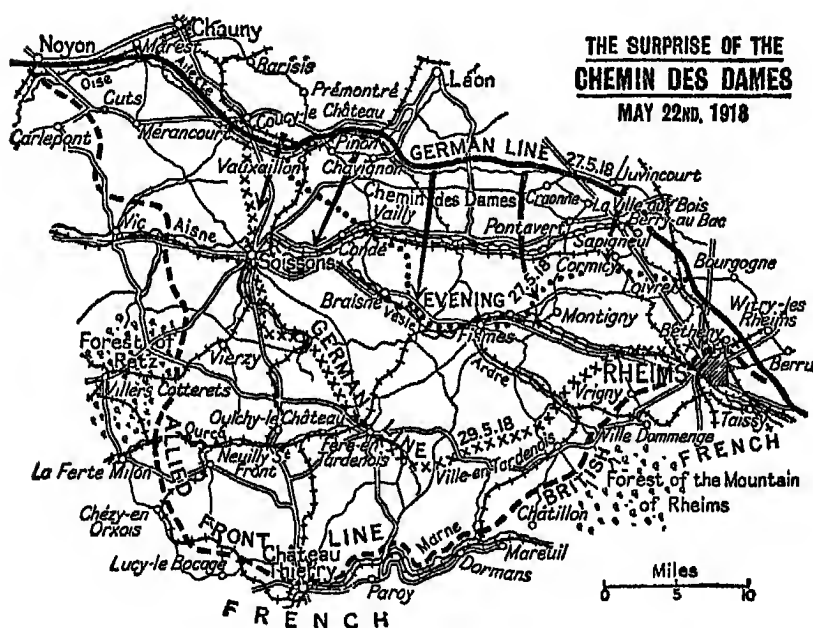 THE SURPRISE OF THE
CHEMIN DES DAMES
MAY 22ND, 1918
Noyon
Chauny
Marest
Oise
Ailette
Barisis
Prémontré
Laon
Cuts
Carlepont
Mérancourt
Coucy-le Château
Pinon
Vauxaillon
Chavignon
GERMAN LINE
27.5.18
Juvincourt
Chemin des Dames
Craonne
La Ville aux Bois
Berry-au Bac
Vailly
Pontavert
Vic
Aisne
Soissons
Condé
Sapigneul
Cormicy
Bourgogne
Loivre
Braisne
Vesle
EVENING
27.5.18
Montigny
Witry-les
Rheims
Bétheny
Berru
Fismes
GERMAN
Forest of
Retz
Vierzy
Ardre
RHEIMS
Vrigny
Villers Cotterets
Taissy
Oulchy-le Château
29.5.18
Ourcq
LINE
Ville Dommenge
FRENCH
ALLIED
Neuilly St
Front
Fère-en
Tardenois
Ville-en
Tardenois
La Ferte Milon
BRITISH
Forest of the Mountain
of Rheims
Chézy-en
Orxois
FRONT
LINE
Marne
Châtillon
Château
Thierry
Lucy-le Bocage
Mareuil
Dormans
Paroy
FRENCH
Miles
0 5 10